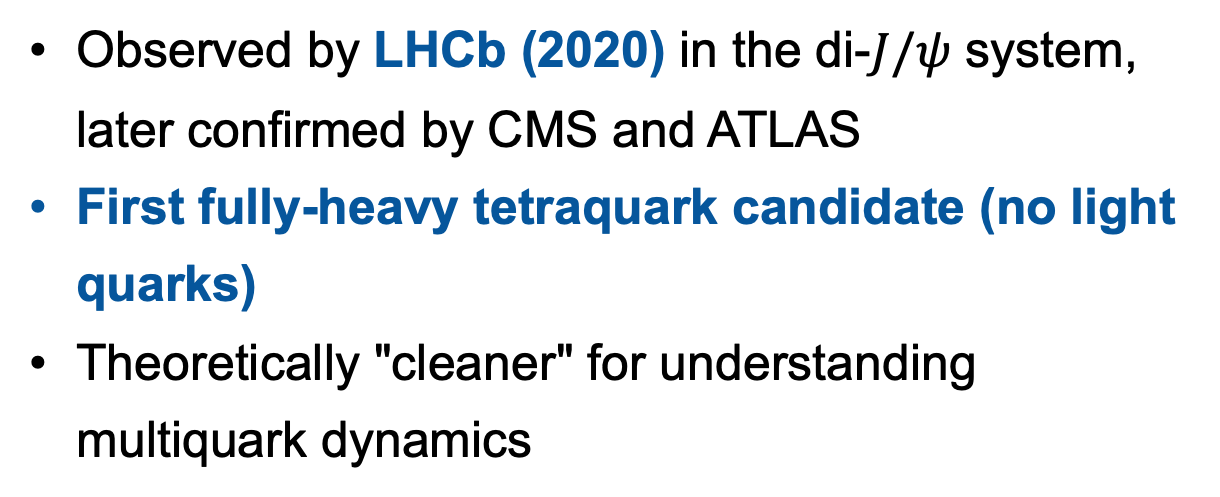 • Observed by LHCb (2020) in the di-J/ψ system,
later confirmed by CMS and ATLAS
• First fully-heavy tetraquark candidate (no light
quarks)
• Theoretically "cleaner" for understanding
multiquark dynamics